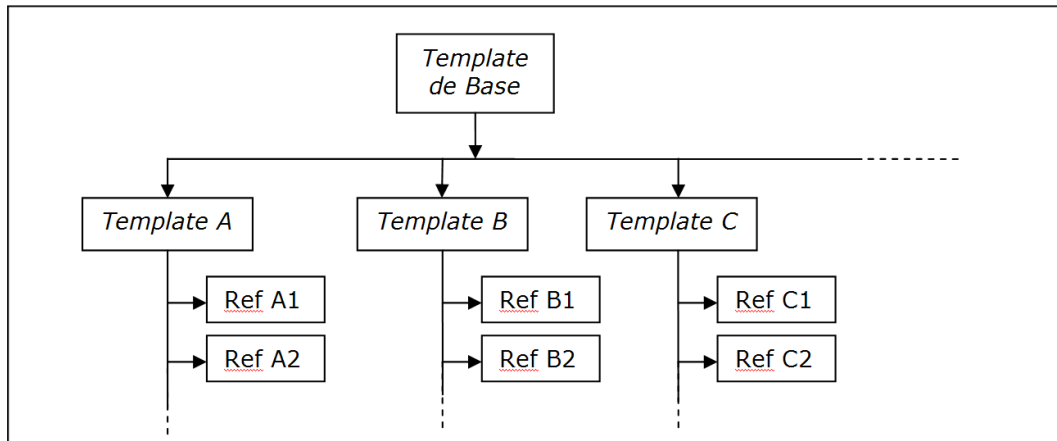 Template
de Base
Template A
Template B
Template C
Ref A1
Ref B1
Ref C1
Ref A2
Ref B2
Ref C2